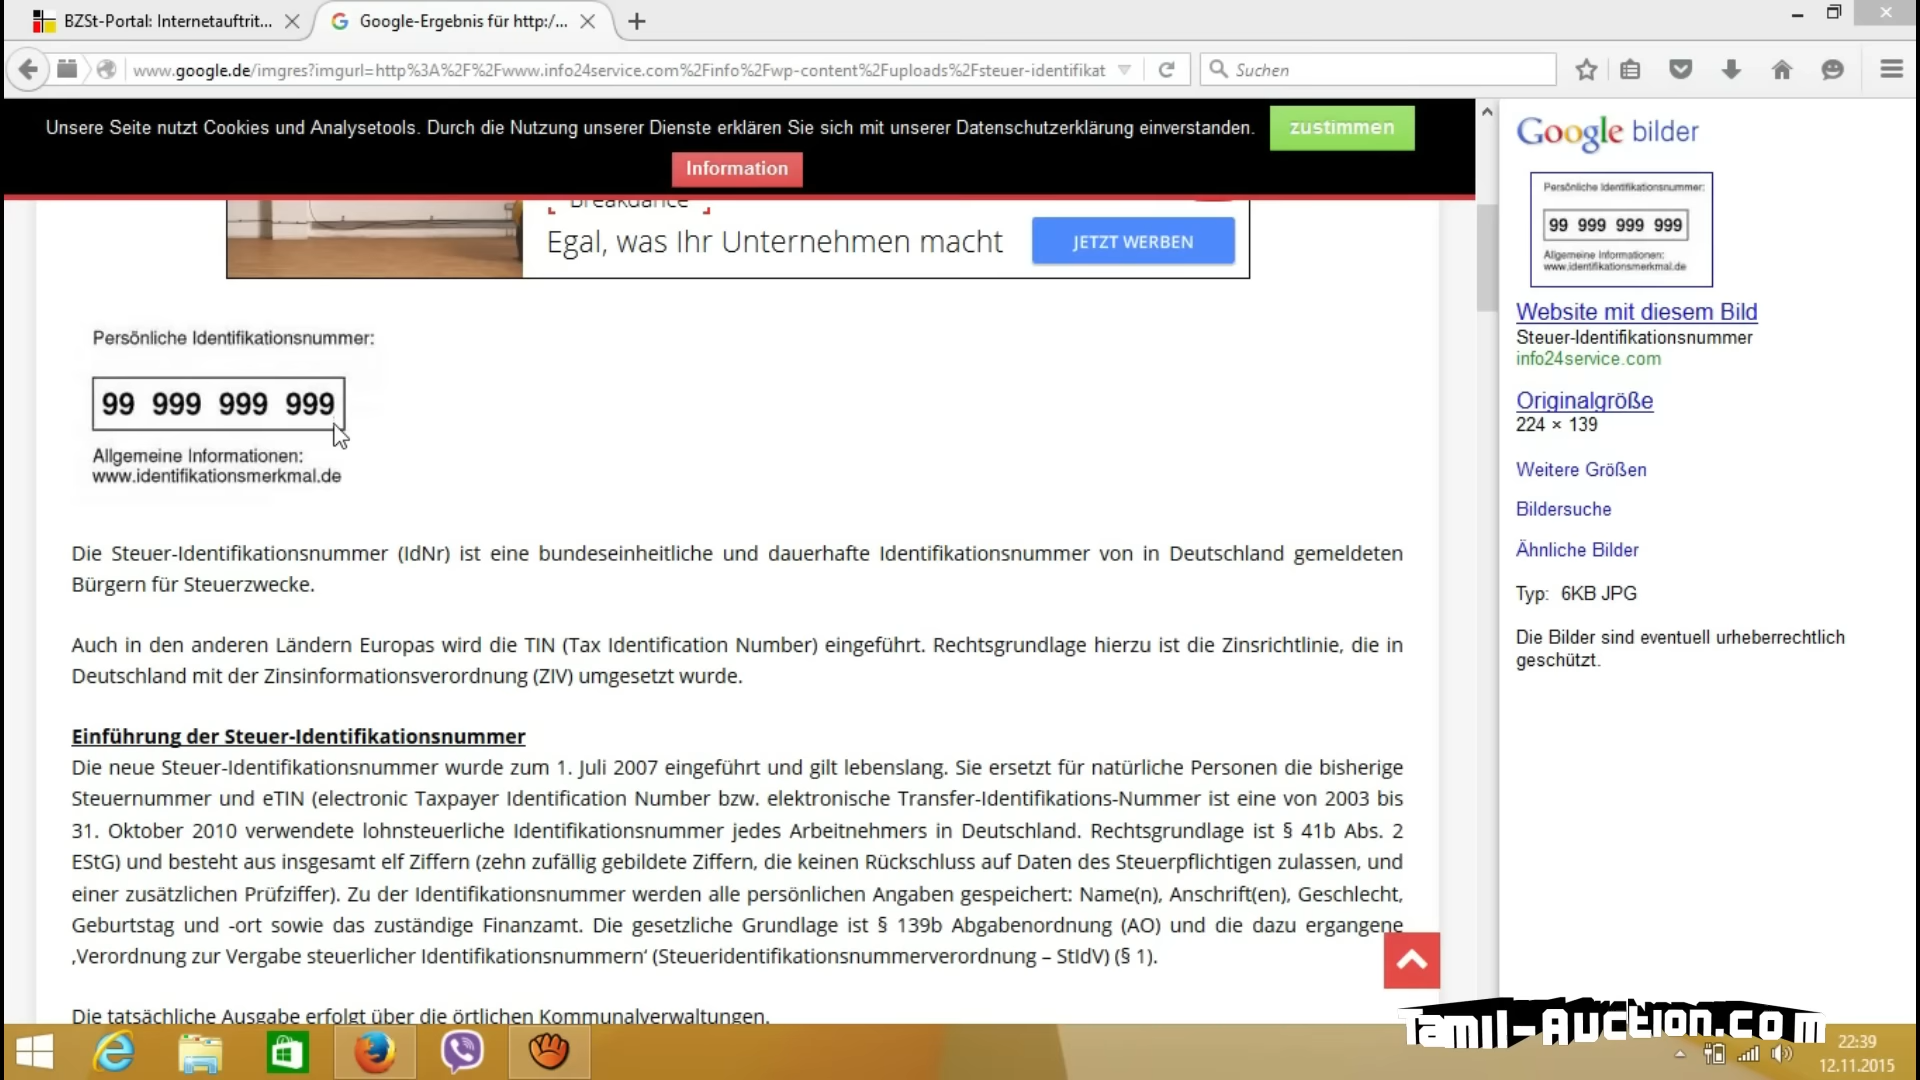 BZSt-Portal: Internetauftrit...
Google-Ergebnis für http:/...
www.google.de/imgres?imgurl=http%3A%2F%2Fwww.info24service.com%2Finfo%2Fwp-content%2Fuploads%2Fsteuer-identifikat
Suchen
Unsere Seite nutzt Cookies und Analysetools. Durch die Nutzung unserer Dienste erklären Sie sich mit unserer Datenschutzerklärung einverstanden.
zustimmen
Information
Breakdance
Egal, was Ihr Unternehmen macht
JETZT WERBEN
Persönliche Identifikationsnummer:
99 999 999 999
Allgemeine Informationen:
www.identifikationsmerkmal.de
Die Steuer-Identifikationsnummer (IdNr) ist eine bundeseinheitliche und dauerhafte Identifikationsnummer von in Deutschland gemeldeten
Bürgern für Steuerzwecke.
Auch in den anderen Ländern Europas wird die TIN (Tax Identification Number) eingeführt. Rechtsgrundlage hierzu ist die Zinsrichtlinie, die in
Deutschland mit der Zinsinformationsverordnung (ZIV) umgesetzt wurde.
Einführung der Steuer-Identifikationsnummer
Die neue Steuer-Identifikationsnummer wurde zum 1. Juli 2007 eingeführt und gilt lebenslang. Sie ersetzt für natürliche Personen die bisherige
Steuernummer und eTIN (electronic Taxpayer Identification Number bzw. elektronische Transfer-Identifikations-Nummer ist eine von 2003 bis
31. Oktober 2010 verwendete lohnsteuerliche Identifikationsnummer jedes Arbeitnehmers in Deutschland. Rechtsgrundlage ist § 41b Abs. 2
EStG) und besteht aus insgesamt elf Ziffern (zehn zufällig gebildete Ziffern, die keinen Rückschluss auf Daten des Steuerpflichtigen zulassen, und
einer zusätzlichen Prüfziffer). Zu der Identifikationsnummer werden alle persönlichen Angaben gespeichert: Name(n), Anschrift(en), Geschlecht,
Geburtstag und -ort sowie das zuständige Finanzamt. Die gesetzliche Grundlage ist § 139b Abgabenordnung (AO) und die dazu ergangene
‚Verordnung zur Vergabe steuerlicher Identifikationsnummern' (Steueridentifikationsnummerverordnung – StIdV) (§ 1).
Die tatsächliche Ausgabe erfolgt über die örtlichen Kommunalverwaltungen.
Google bilder
Persönliche Identifikationsnummer:
99 999 999 999
Allgemeine Informationen:
www.identifikationsmerkmal.de
Website mit diesem Bild
Steuer-Identifikationsnummer
info24service.com
Originalgröße
224 × 139
Weitere Größen
Bildersuche
Ähnliche Bilder
Typ: 6KB JPG
Die Bilder sind eventuell urheberrechtlich
geschützt.
Tamil-Auction.com
22:39
12.11.2015